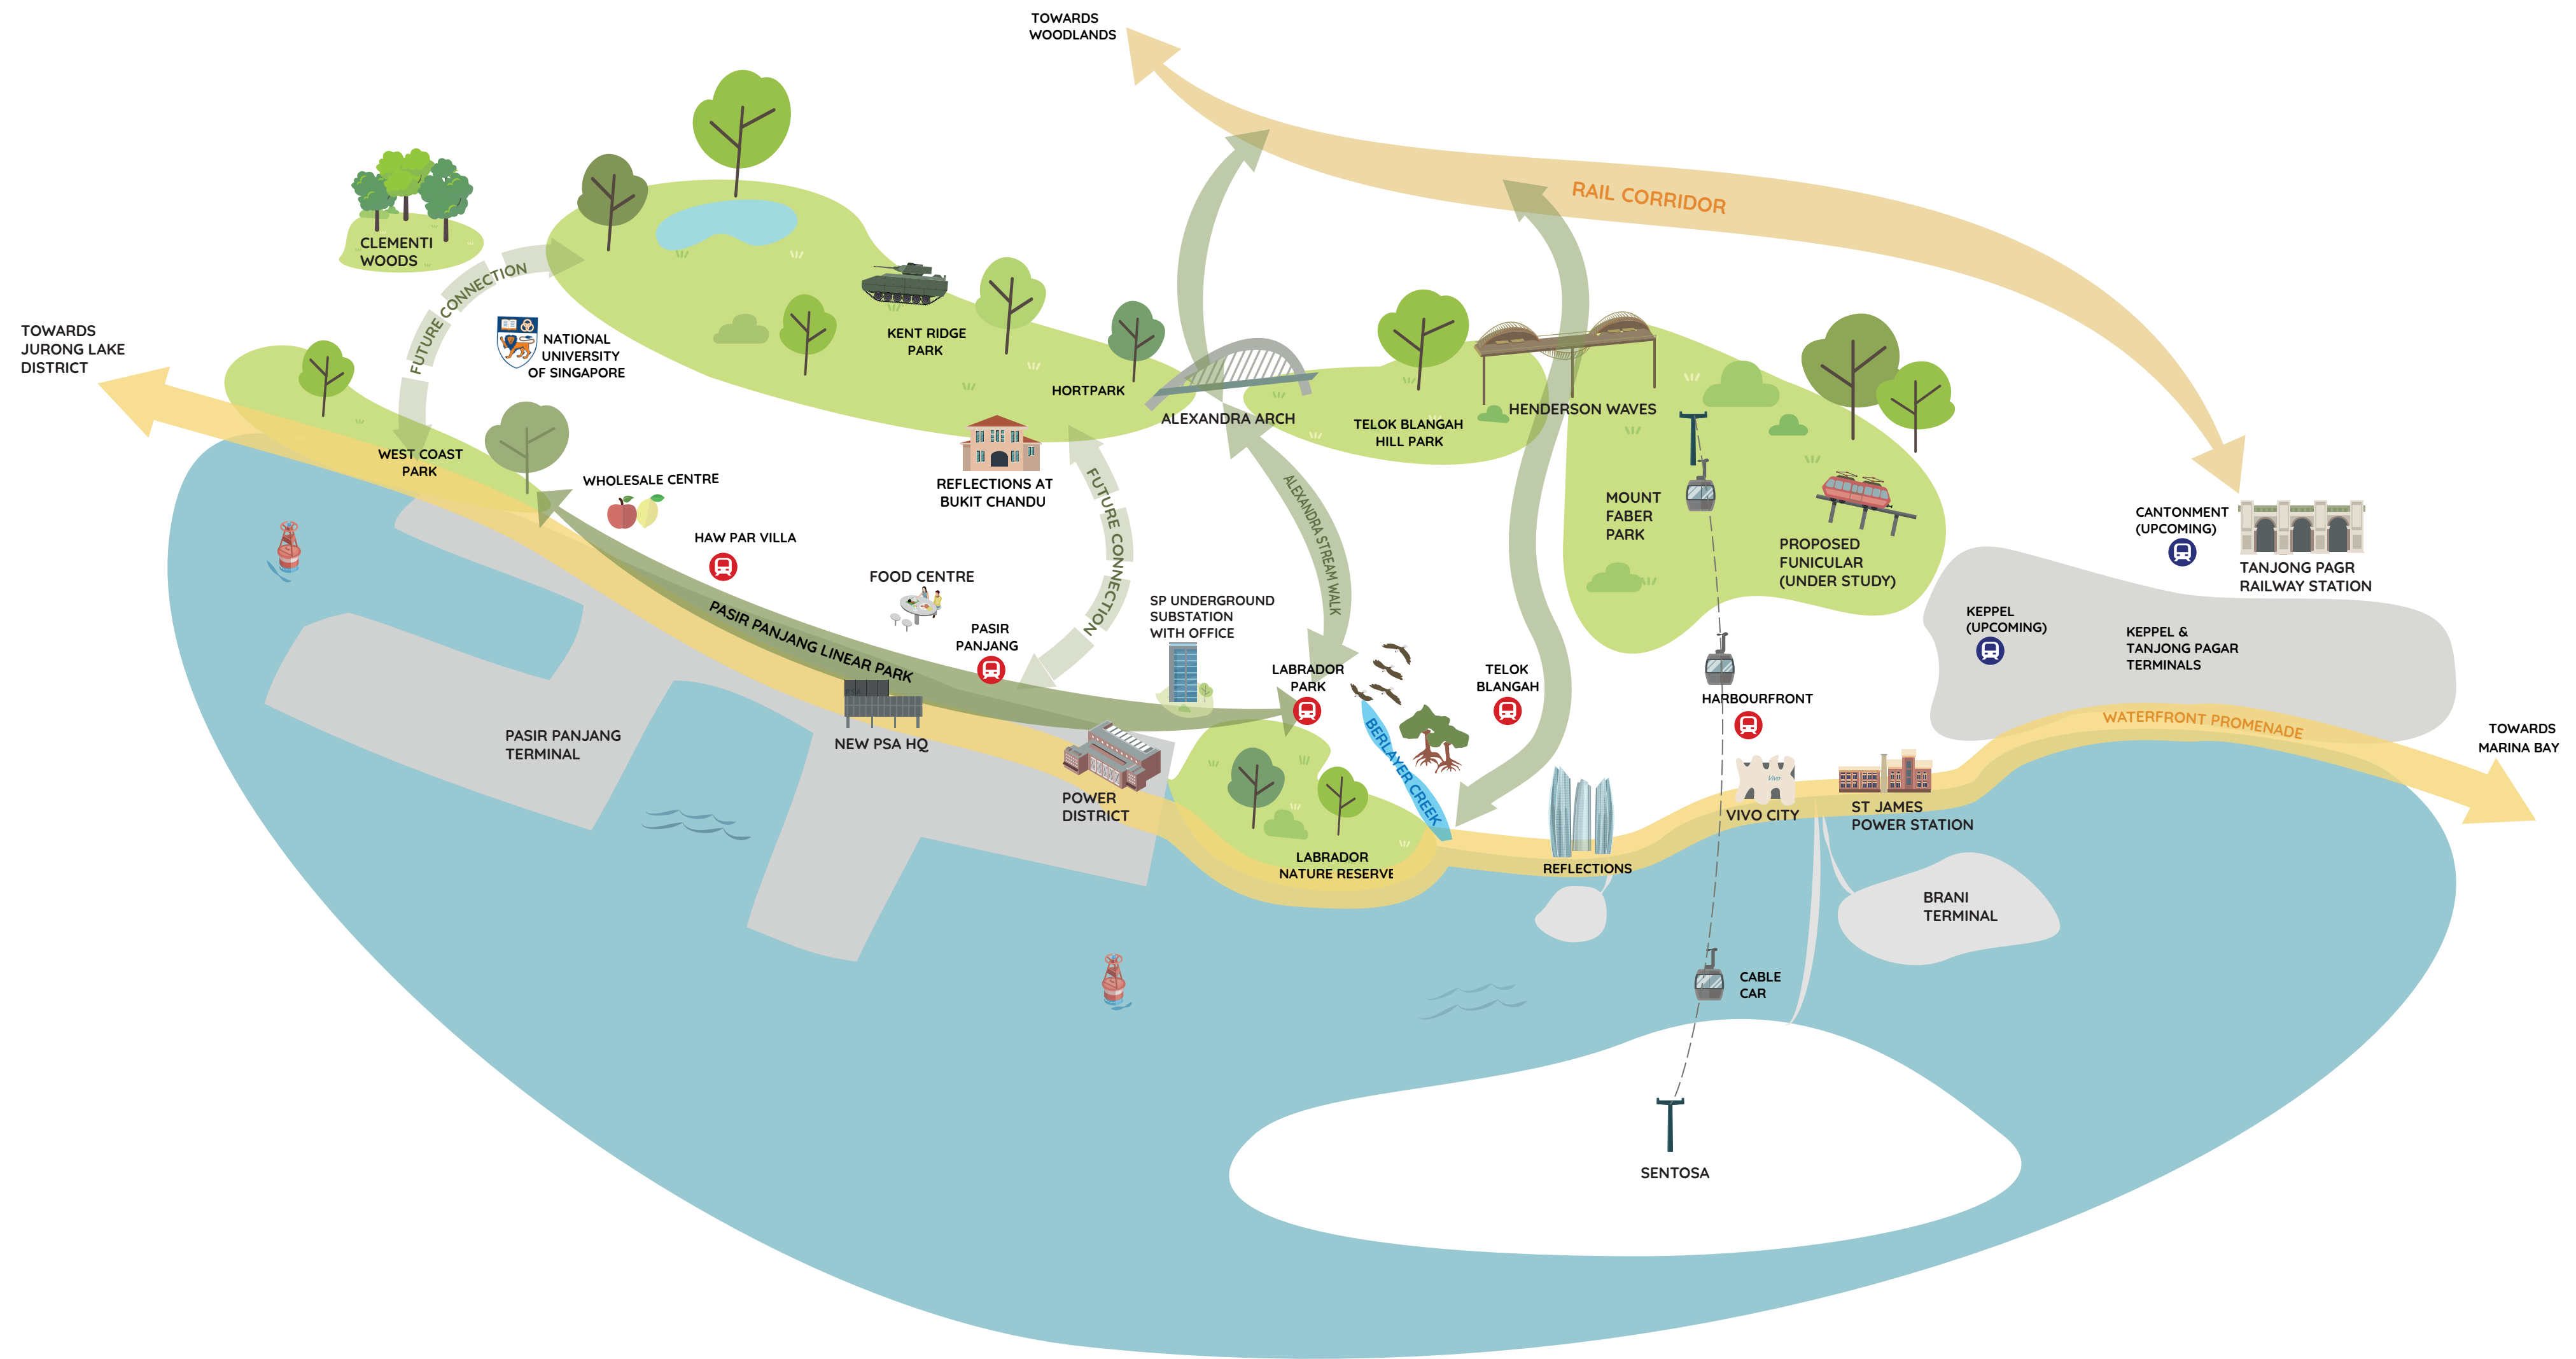 TOWARDS
WOODLANDS
RAIL CORRIDOR
CLEMENTI
WOODS
FUTURE CONNECTION
TOWARDS
JURONG LAKE
DISTRICT
NATIONAL
UNIVERSITY
OF SINGAPORE
KENT RIDGE
PARK
HORTPARK
ALEXANDRA ARCH
TELOK BLANGAH
HILL PARK
HENDERSON WAVES
WEST COAST
PARK
WHOLESALE CENTRE
REFLECTIONS AT
BUKIT CHANDU
FUTURE CONNECTION
ALEXANDRA STREAM WALK
MOUNT
FABER
PARK
PROPOSED
FUNICULAR
(UNDER STUDY)
CANTONMENT
(UPCOMING)
TANJONG PAGR
RAILWAY STATION
HAW PAR VILLA
FOOD CENTRE
PASIR PANJANG LINEAR PARK
PASIR
PANJANG
SP UNDERGROUND
SUBSTATION
WITH OFFICE
LABRADOR
PARK
TELOK
BLANGAH
KEPPEL
(UPCOMING)
KEPPEL &
TANJONG PAGAR
TERMINALS
HARBOURFRONT
WATERFRONT PROMENADE
TOWARDS
MARINA BAY
PASIR PANJANG
TERMINAL
NEW PSA HQ
BERLAYER CREEK
POWER
DISTRICT
Vivo
VIVO CITY
ST JAMES
POWER STATION
LABRADOR
NATURE RESERVE
REFLECTIONS
BRANI
TERMINAL
CABLE
CAR
SENTOSA